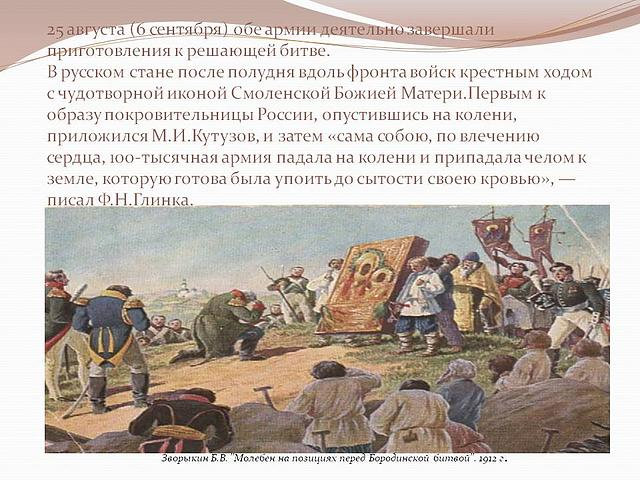 25 августа (6 сентября) обе армии деятельно завершали
приготовления к решающей битве.
В русском стане после полудня вдоль фронта войск крестным ходом
с чудотворной иконой Смоленской Божией Матери.Первым к
образу покровительницы России, опустившись на колени,
приложился М.И.Кутузов, и затем «сама собою, по влечению
сердца, 100-тысячная армия падала на колени и припадала челом к
земле, которую готова была упоить до сытости своею кровью», —
писал Ф.Н.Глинка.
Зворыкин Б.В. "Молебен на позициях перед Бородинской битвой". 1912 г.